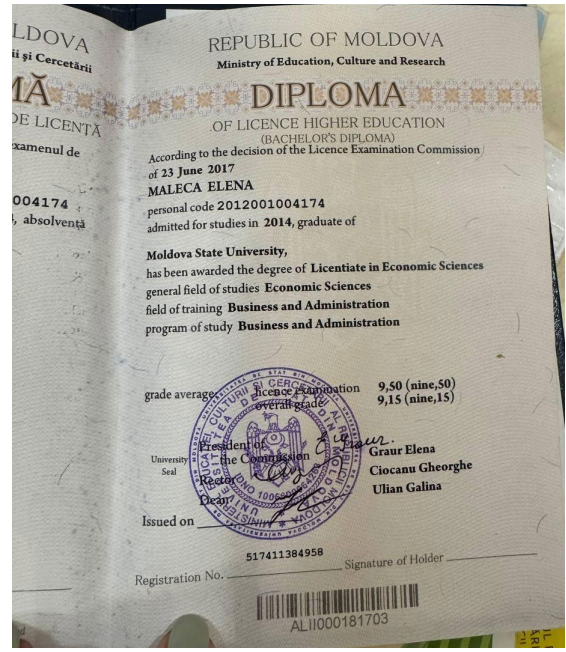 LDOVA
ii și Cercetării
MĂ
DE LICENȚĂ
xamenul de
004174
, absolventă
REPUBLIC OF MOLDOVA
Ministry of Education, Culture and Research
DIPLOMA
OF LICENCE HIGHER EDUCATION
(BACHELOR'S DIPLOMA)
According to the decision of the Licence Examination Commission
of 23 June 2017
MALECA ELENA
personal code 2012001004174
admitted for studies in 2014, graduate of
Moldova State University,
has been awarded the degree of Licentiate in Economic Sciences
general field of studies Economic Sciences
field of training Business and Administration
program of study Business and Administration
grade average licence examination 9,50 (nine,50)
overall grade 9,15 (nine,15)
President of
the Commission Graur Elena
University
Seal
Rector Ciocanu Gheorghe
Dean Ulian Galina
Issued on
517411384958
Registration No. Signature of Holder
ALII000181703